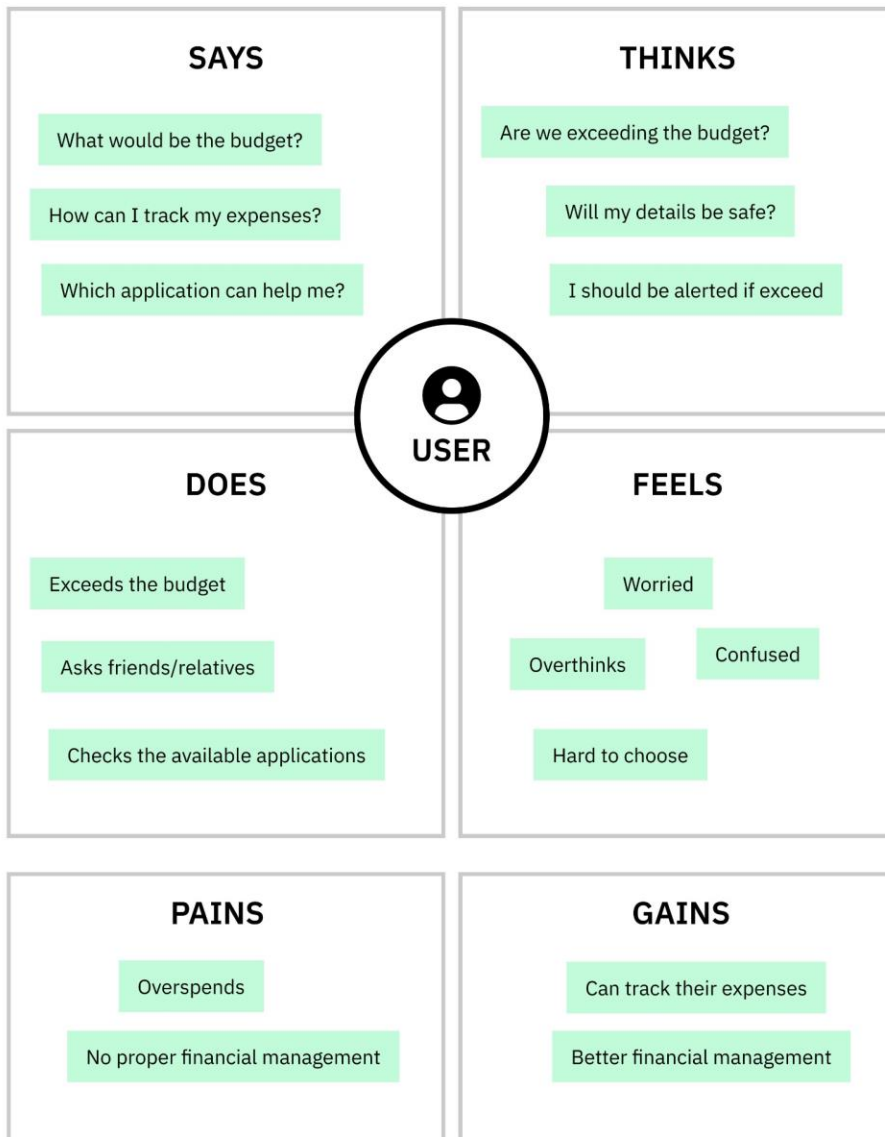 SAYS
What would be the budget?
How can I track my expenses?
Which application can help me?
THINKS
Are we exceeding the budget?
Will my details be safe?
I should be alerted if exceed
USER
DOES
Exceeds the budget
Asks friends/relatives
Checks the available applications
FEELS
Worried
Overthinks
Confused
Hard to choose
PAINS
Overspends
No proper financial management
GAINS
Can track their expenses
Better financial management